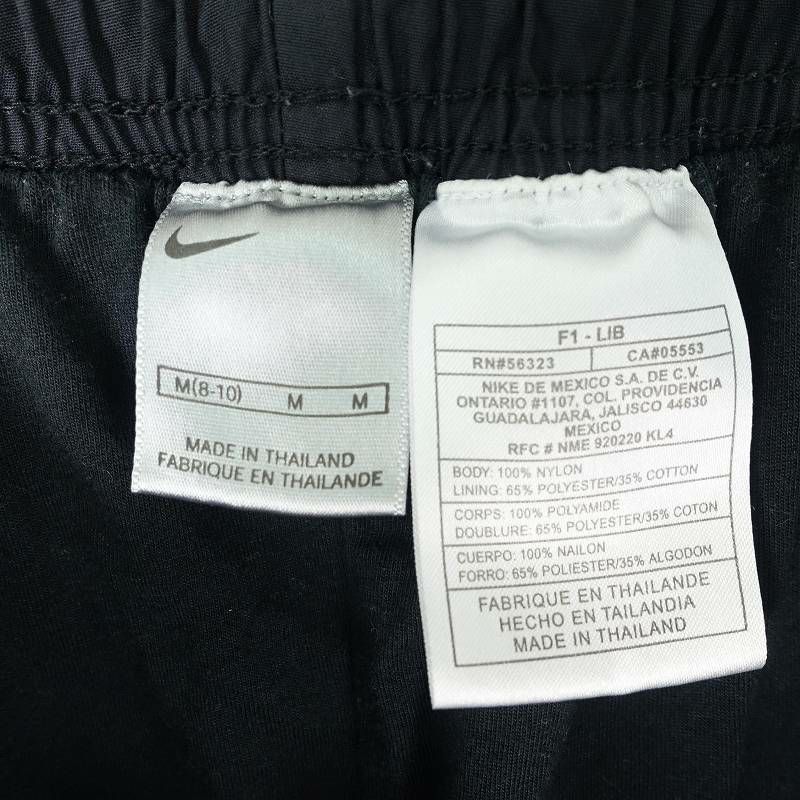 M(8-10) M M
MADE IN THAILAND
FABRIQUE EN THAILANDE
F1 - LIB
RN#56323 CA#05553
NIKE DE MEXICO S.A. DE C.V.
ONTARIO #1107, COL. PROVIDENCIA
GUADALAJARA, JALISCO 44630
MEXICO
RFC # NME 920220 KL4
BODY: 100% NYLON
LINING: 65% POLYESTER/35% COTTON
CORPS: 100% POLYAMIDE
DOUBLURE: 65% POLYESTER/35% COTON
CUERPO: 100% NAILON
FORRO: 65% POLIESTER/35% ALGODON
FABRIQUE EN THAILANDE
HECHO EN TAILANDIA
MADE IN THAILAND